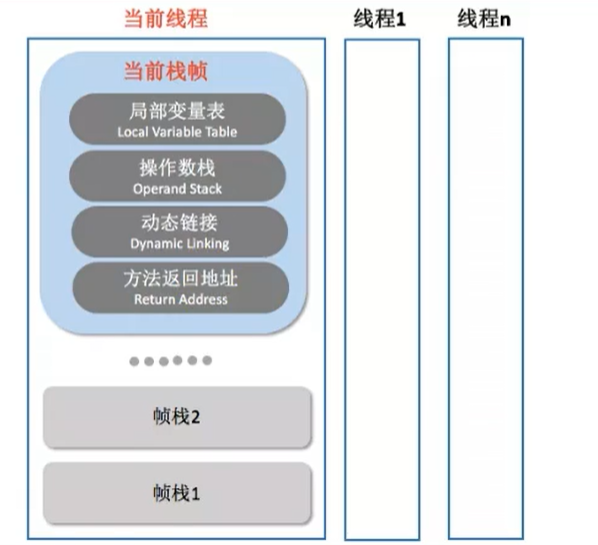 当前线程
线程1
线程n
当前栈帧
局部变量表
Local Variable Table
操作数栈
Operand Stack
动态链接
Dynamic Linking
方法返回地址
Return Address
帧栈2
帧栈1